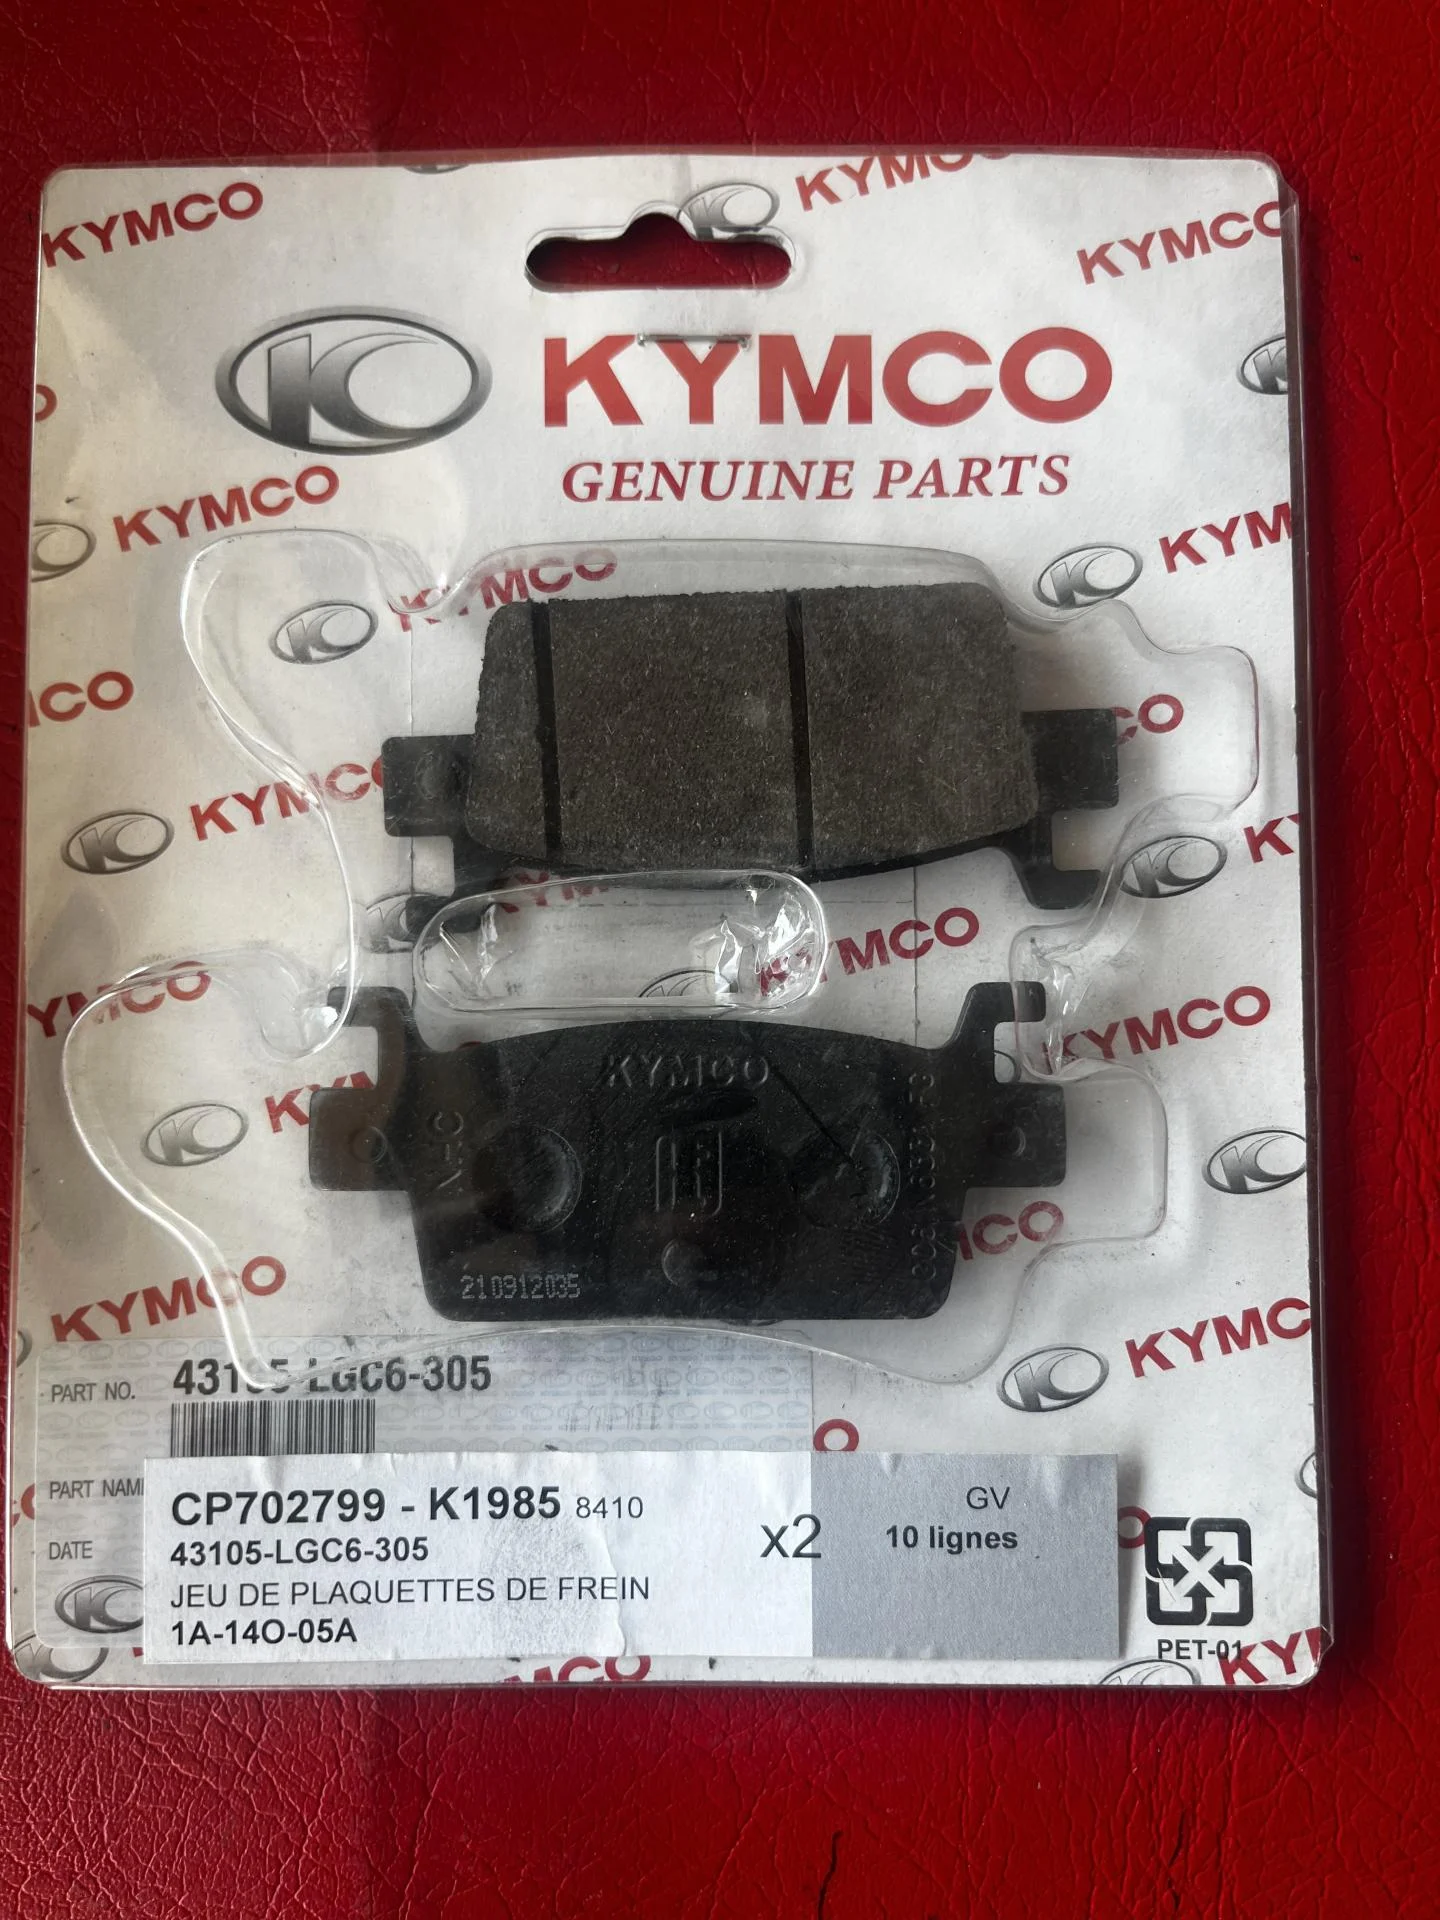 KYMCO
KYMCO
KYMCO
KYMCO
GENUINE PARTS
KYMCO
KYMCO
KYMCO
KYMCO
KYMCO
KYMCO
N-C
210912035
KYMCO
PART NO. 43105-LGC6-305
PART NAME
DATE
CP702799 - K1985 8410
43105-LGC6-305
JEU DE PLAQUETTES DE FREIN
1A-14O-05A
x2
GV
10 lignes
PET-01